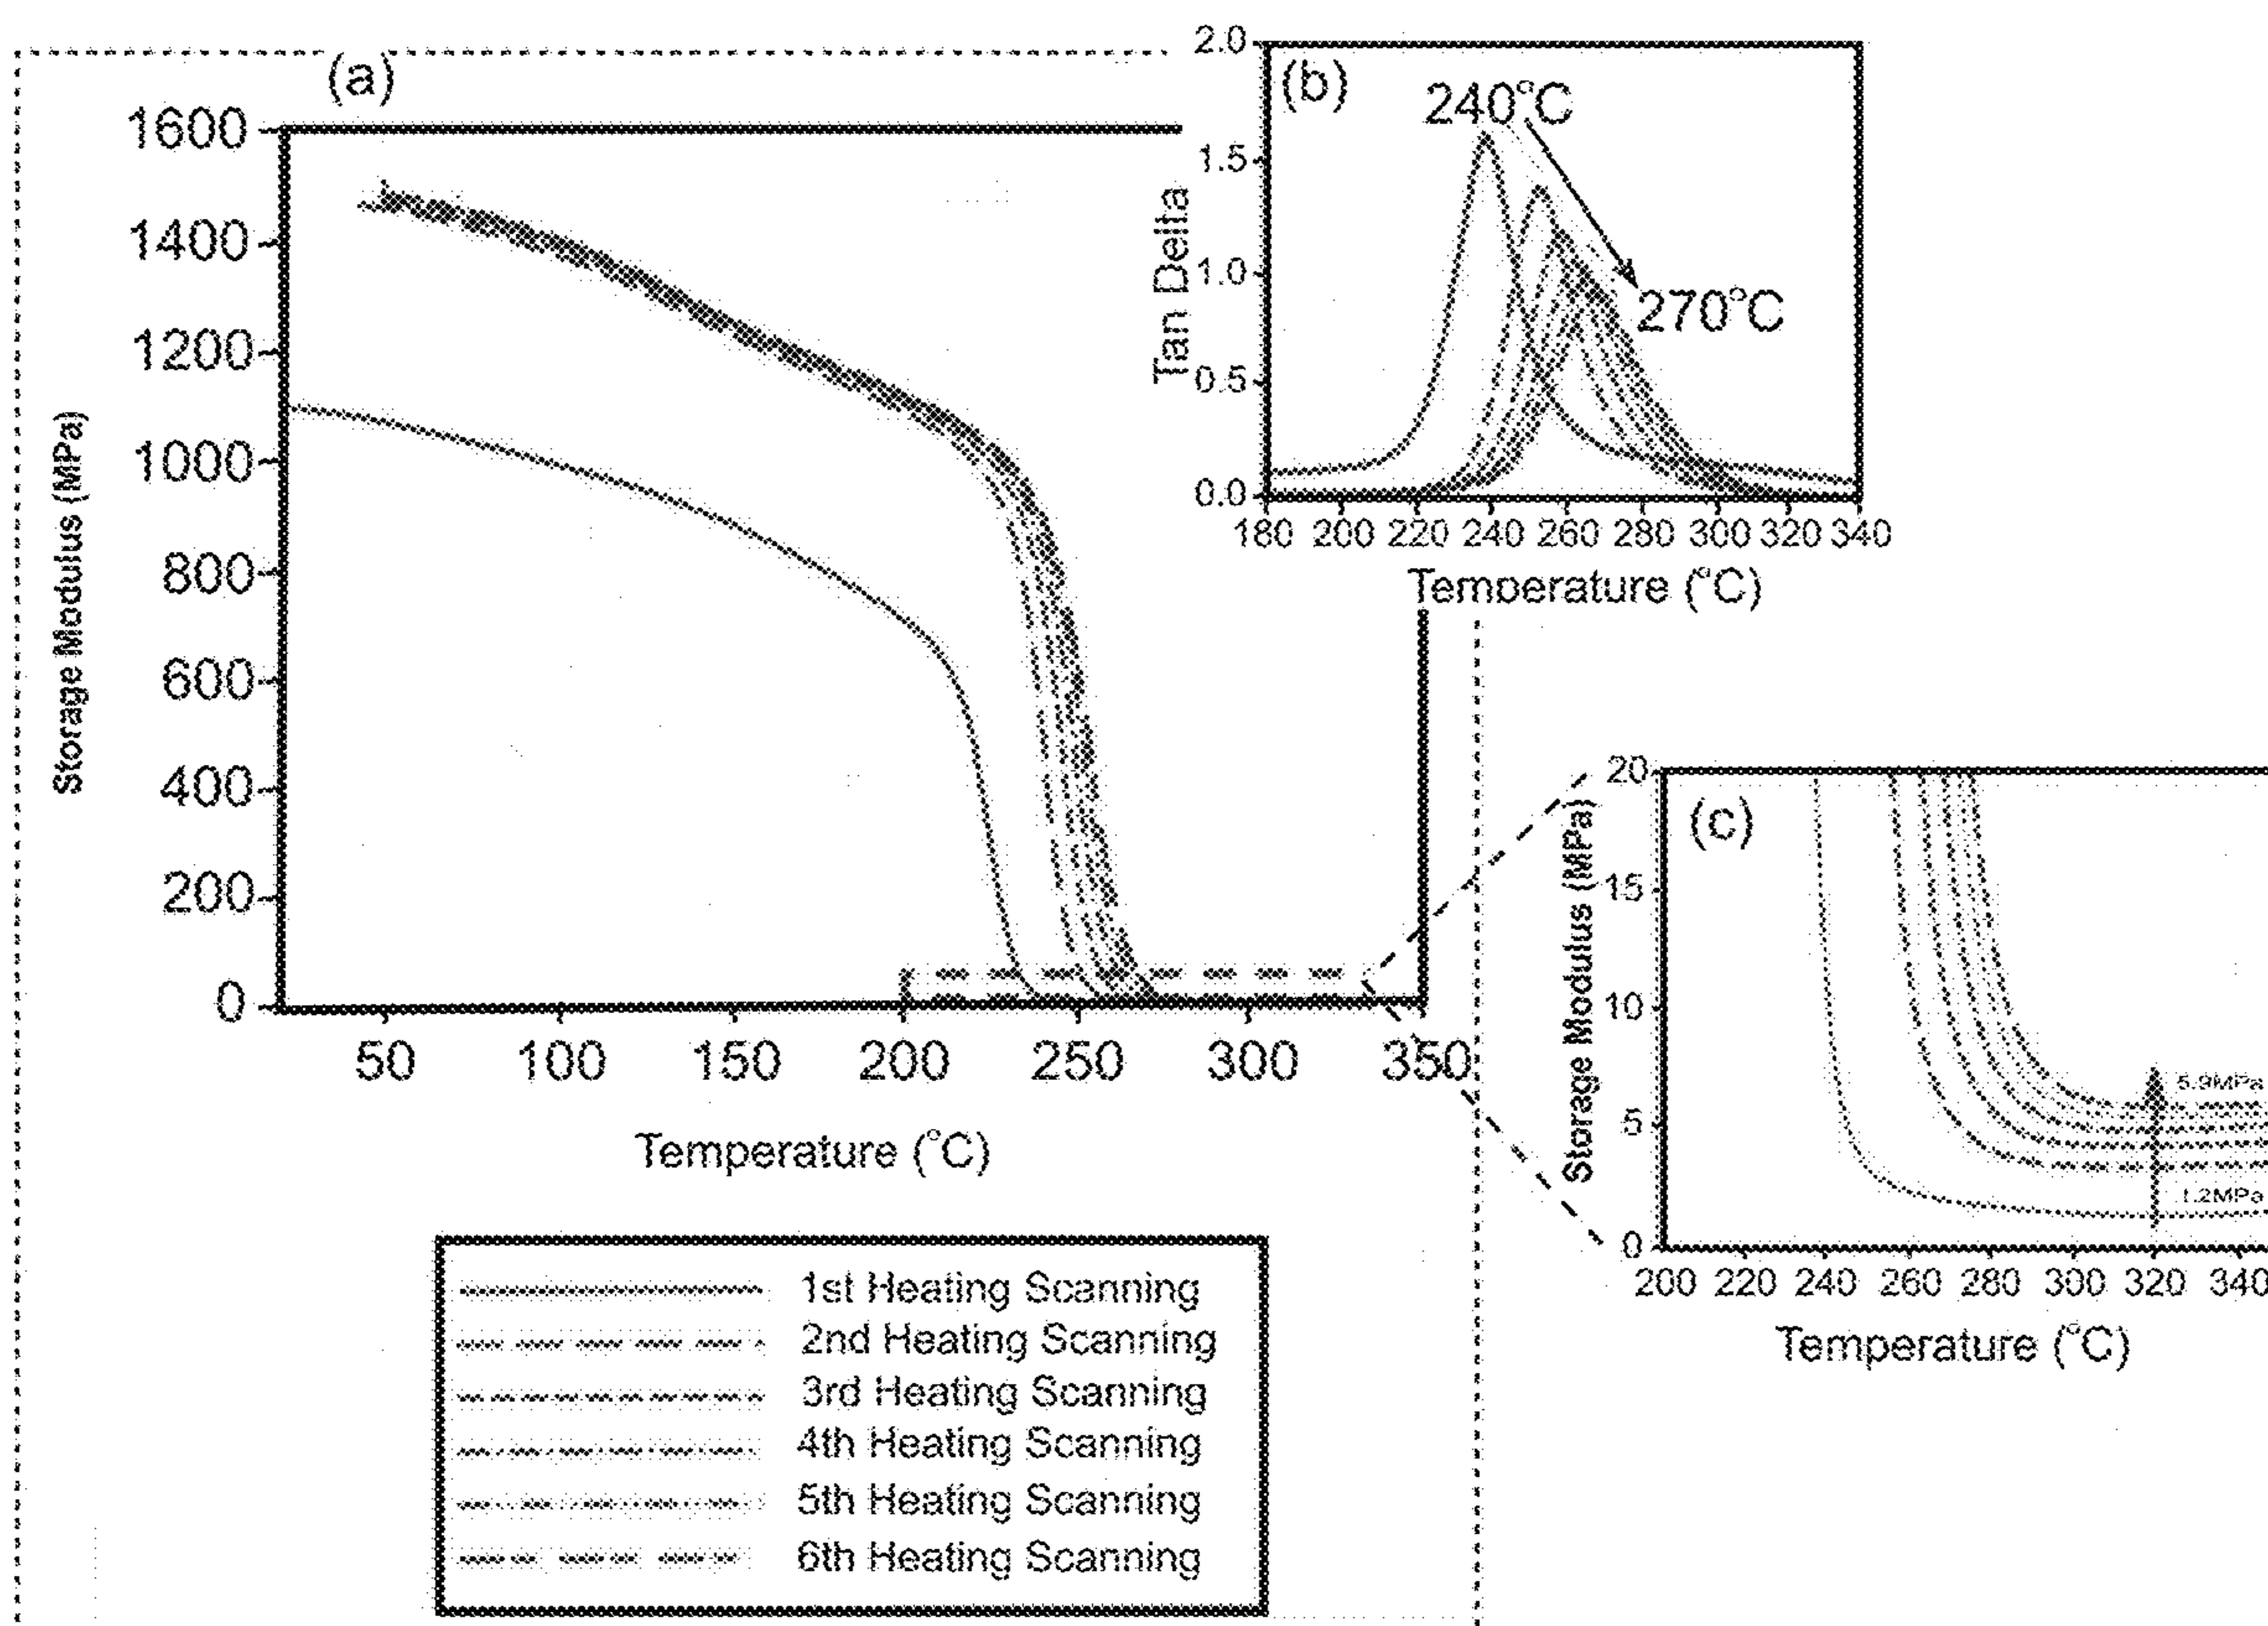 (a)
1600
1400
1200
1000
800
600
400
200
0
Storage Modulus (MPa)
50 100 150 200 250 300 350
Temperature (°C)
(b)
240°C
270°C
2.0
1.5
1.0
0.5
0.0
Tan Delta
180 200 220 240 260 280 300 320 340
Temperature (°C)
(c)
20
15
10
5
0
Storage Modulus (MPa)
5.9MPa
1.2MPa
200 220 240 260 280 300 320 340
Temperature (°C)
1st Heating Scanning
2nd Heating Scanning
3rd Heating Scanning
4th Heating Scanning
5th Heating Scanning
6th Heating Scanning